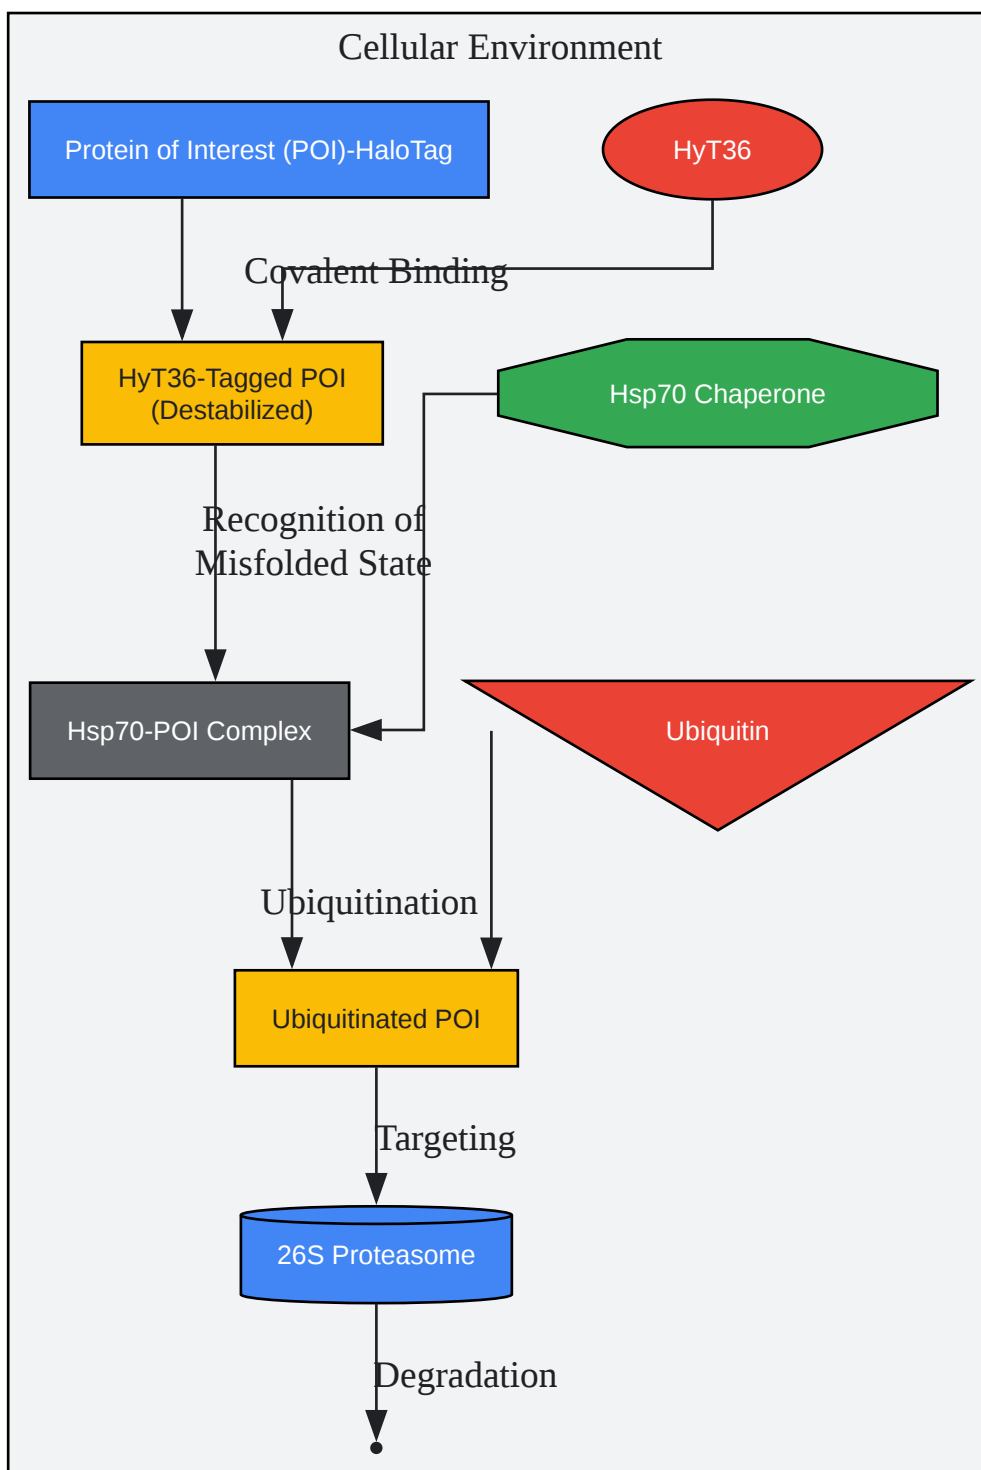 Cellular Environment
Protein of Interest (POI)-HaloTag
HyT36
Covalent Binding
HyT36-Tagged POI
(Destabilized)
Hsp70 Chaperone
Recognition of
Misfolded State
Hsp70-POI Complex
Ubiquitin
Ubiquitination
Ubiquitinated POI
Targeting
26S Proteasome
Degradation